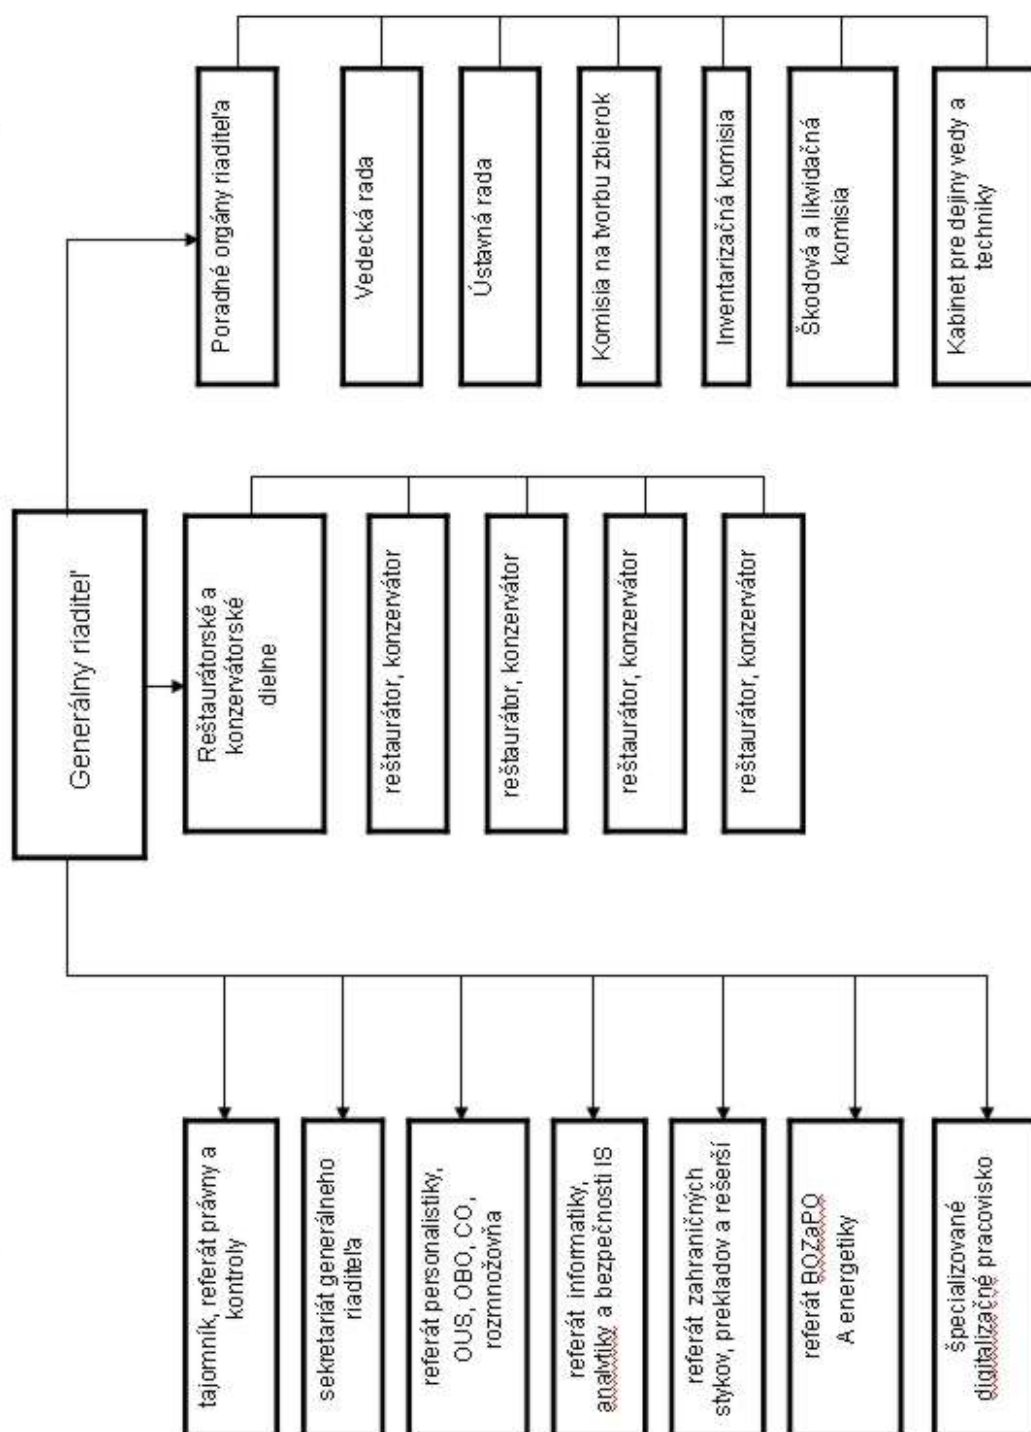 Generálny riaditeľ
tajomník, referát právny a
kontroly
sekretariát generálneho
riaditeľa
referát personalistiky,
OUS, OBO, CO,
rozmnožovňa
referát informatiky,
analytiky a bezpečnosti IS
referát zahraničných
stykov, prekladov a rešerší
referát BOZaPO
A energetiky
špecializované
digitalizačné pracovisko
Reštaurátorské a
konzervátorské
dielne
reštaurátor, konzervátor
reštaurátor, konzervátor
reštaurátor, konzervátor
reštaurátor, konzervátor
Poradné orgány riaditeľa
Vedecká rada
Ústavná rada
Komisia na tvorbu zbierok
Inventarizačná komisia
Škodová a likvidačná
komisia
Kabinet pre dejiny vedy a
techniky